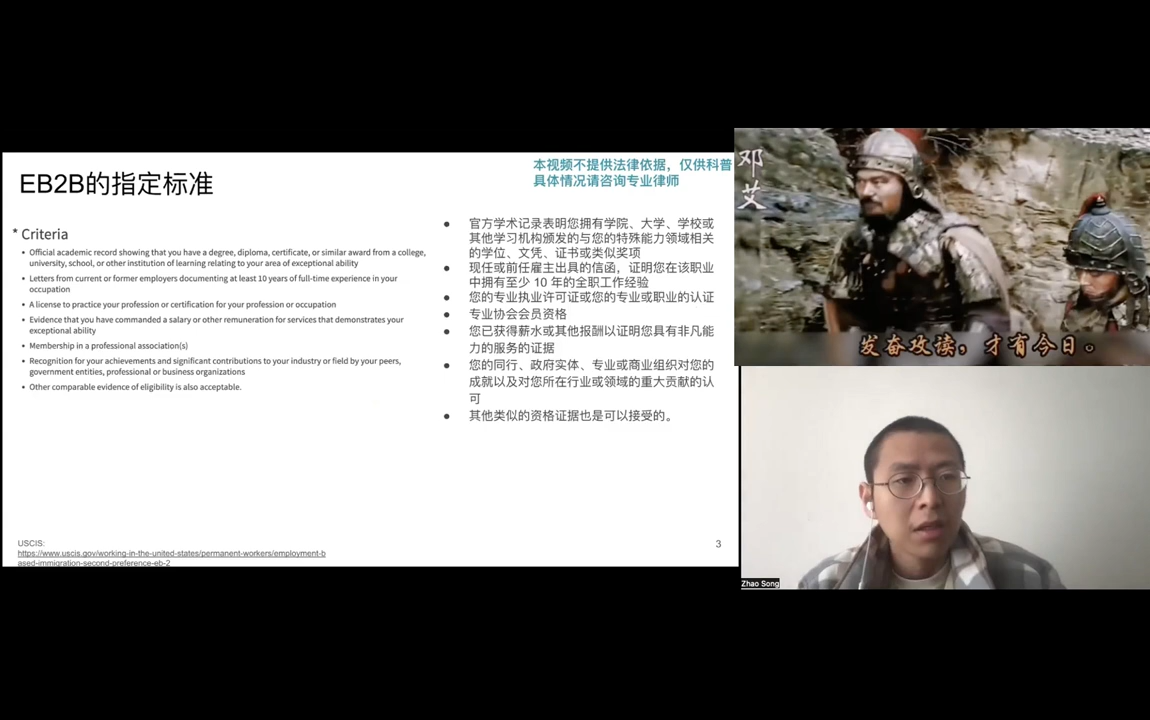 EB2B的指定标准
本视频不提供法律依据，仅供科普
具体情况请咨询专业律师
* Criteria
• Official academic record showing that you have a degree, diploma, certificate, or similar award from a college,
university, school, or other institution of learning relating to your area of exceptional ability
• Letters from current or former employers documenting at least 10 years of full-time experience in your
occupation
• A license to practice your profession or certification for your profession or occupation
• Evidence that you have commanded a salary or other remuneration for services that demonstrates your
exceptional ability
• Membership in a professional association(s)
• Recognition for your achievements and significant contributions to your industry or field by your peers,
government entities, professional or business organizations
• Other comparable evidence of eligibility is also acceptable.
● 官方学术记录表明您拥有学院、大学、学校或
其他学习机构颁发的与您的特殊能力领域相关
的学位、文凭、证书或类似奖项
● 现任或前任雇主出具的信函，证明您在该职业
中拥有至少 10 年的全职工作经验
● 您的专业执业许可证或您的专业或职业的认证
● 专业协会会员资格
● 您已获得薪水或其他报酬以证明您具有非凡能
力的服务的证据
● 您的同行、政府实体、专业或商业组织对您的
成就以及对您所在行业或领域的重大贡献的认
可
● 其他类似的资格证据也是可以接受的。
USCIS:
https://www.uscis.gov/working-in-the-united-states/permanent-workers/employment-b
ased-immigration-second-preference-eb-2
3
邓艾
发奋攻读，才有今日。
Zhao Song